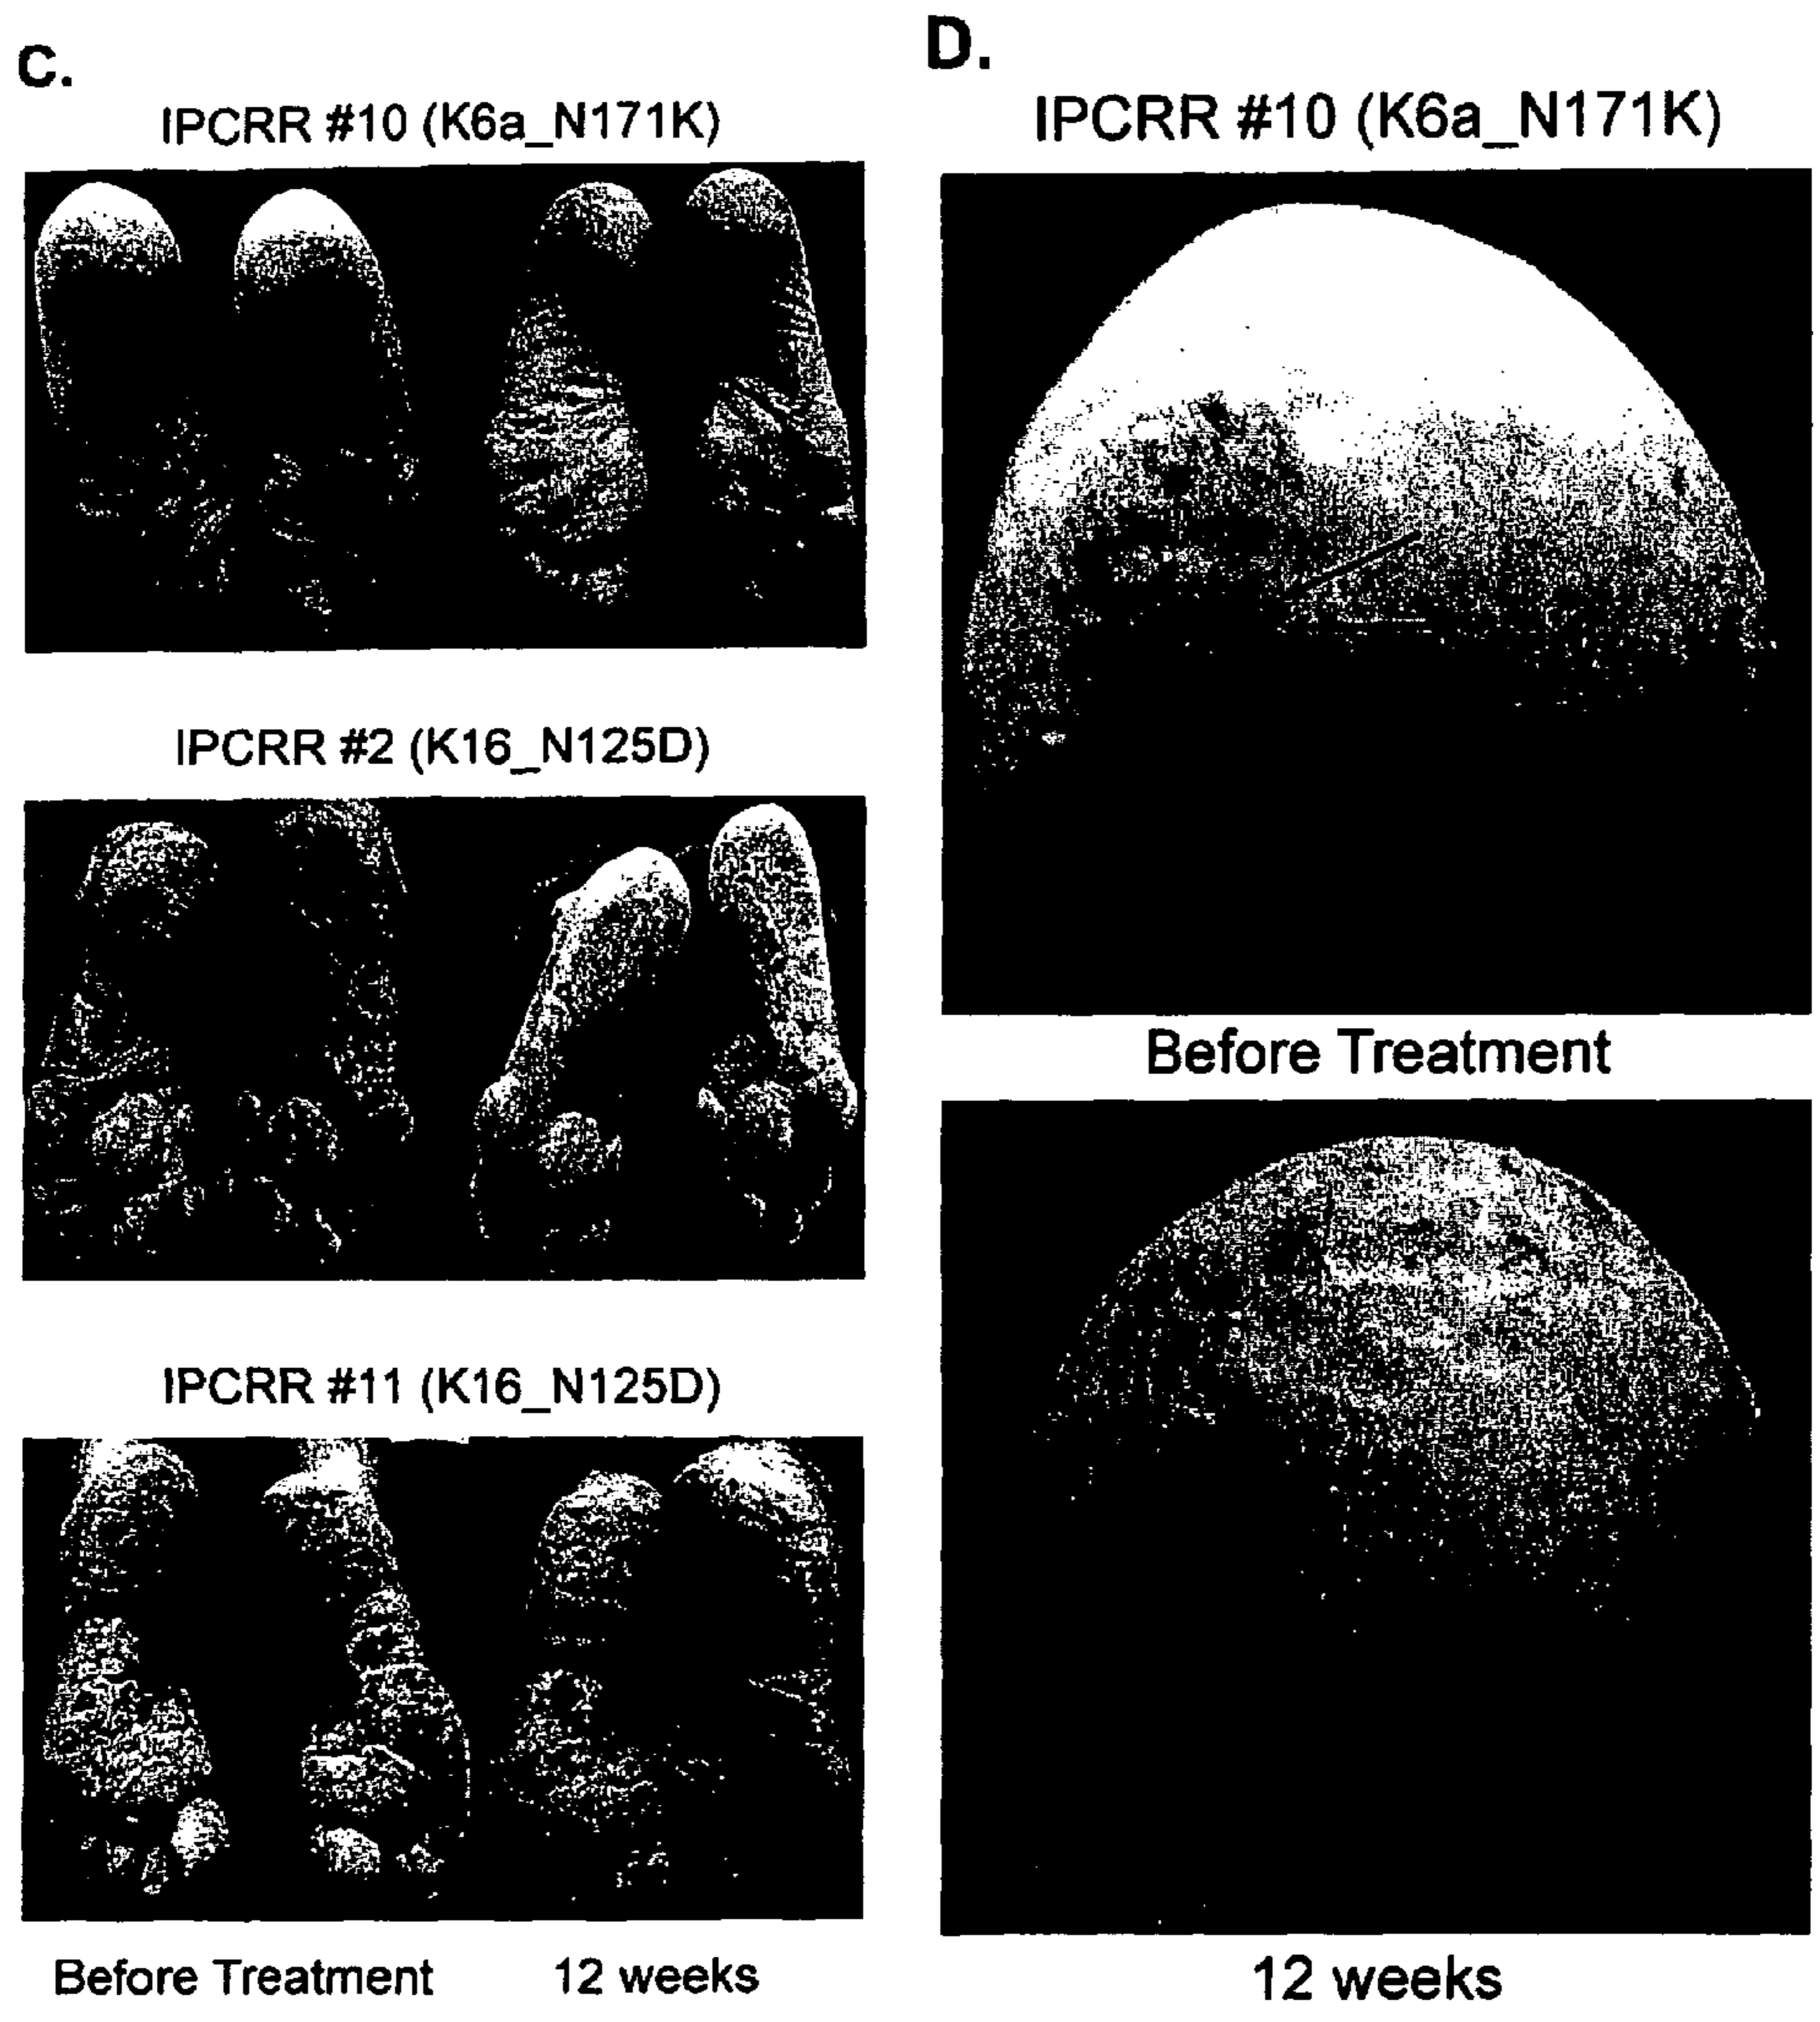 C.
IPCRR #10 (K6a_N171K)
IPCRR #2 (K16_N125D)
IPCRR #11 (K16_N125D)
Before Treatment 12 weeks
D.
IPCRR #10 (K6a_N171K)
Before Treatment
12 weeks